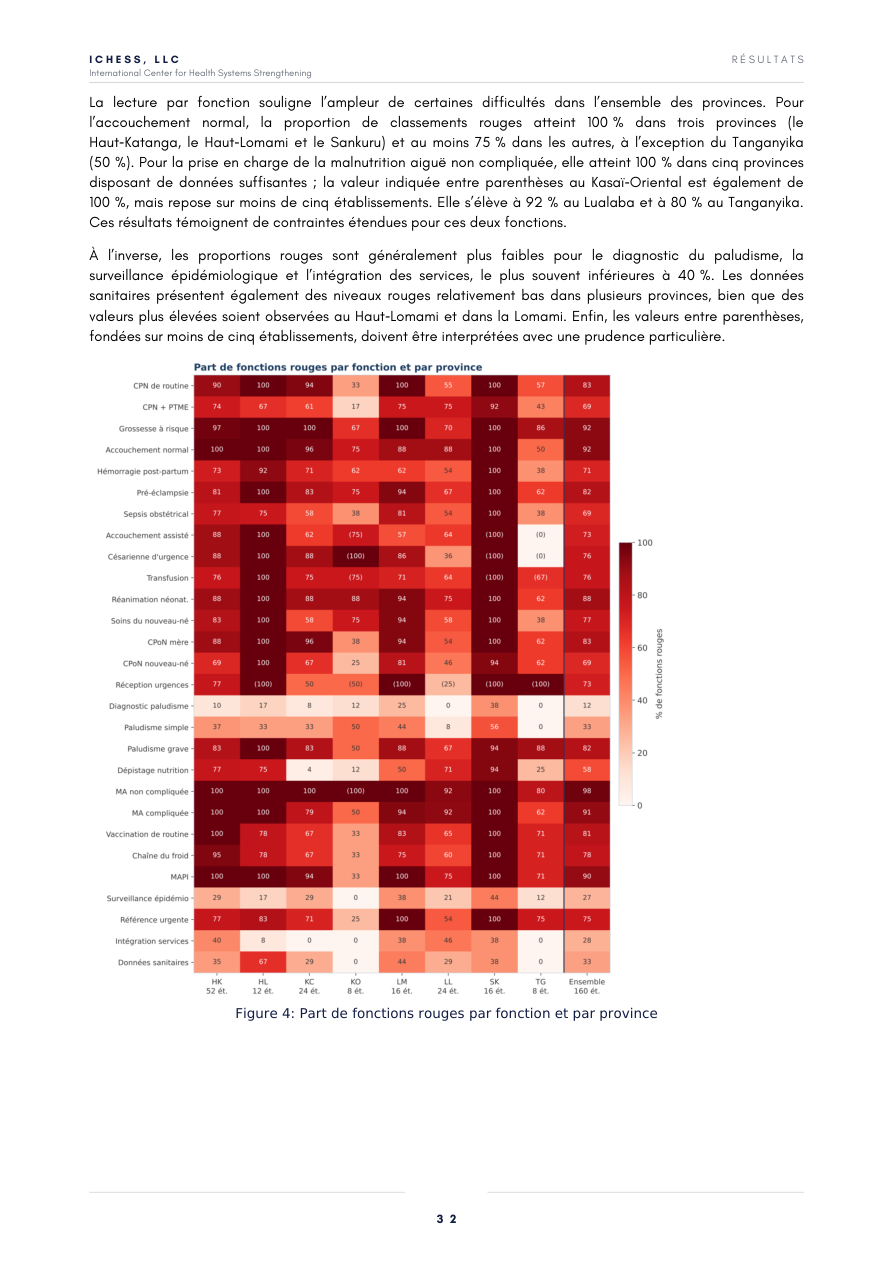 ICHESS, LLC
RÉSULTATS
International Center for Health Systems Strengthening
La lecture par fonction souligne l’ampleur de certaines difficultés dans l’ensemble des provinces. Pour
l’accouchement normal, la proportion de classements rouges atteint 100 % dans trois provinces (le
Haut-Katanga, le Haut-Lomami et le Sankuru) et au moins 75 % dans les autres, à l’exception du Tanganyika
(50 %). Pour la prise en charge de la malnutrition aiguë non compliquée, elle atteint 100 % dans cinq provinces
disposant de données suffisantes ; la valeur indiquée entre parenthèses au Kasaï-Oriental est également de
100 %, mais repose sur moins de cinq établissements. Elle s’élève à 92 % au Lualaba et à 80 % au Tanganyika.
Ces résultats témoignent de contraintes étendues pour ces deux fonctions.
À l’inverse, les proportions rouges sont généralement plus faibles pour le diagnostic du paludisme, la
surveillance épidémiologique et l’intégration des services, le plus souvent inférieures à 40 %. Les données
sanitaires présentent également des niveaux rouges relativement bas dans plusieurs provinces, bien que des
valeurs plus élevées soient observées au Haut-Lomami et dans la Lomami. Enfin, les valeurs entre parenthèses,
fondées sur moins de cinq établissements, doivent être interprétées avec une prudence particulière.
Part de fonctions rouges par fonction et par province
CPN de routine 90 100 94 33 100 55 100 57 83
CPN + PTME 74 67 61 17 75 75 92 43 69
Grossesse à risque 97 100 100 67 100 70 100 86 92
Accouchement normal 100 100 96 75 88 88 100 50 92
Hémorragie post-partum 73 92 71 62 62 54 100 38 71
Pré-éclampsie 81 100 83 75 94 67 100 62 82
Sepsis obstétrical 77 75 58 38 81 54 100 38 69
Accouchement assisté 88 100 62 (75) 57 64 (100) (0) 73
Césarienne d'urgence 88 100 88 (100) 86 36 (100) (0) 76
Transfusion 76 100 75 (75) 71 64 (100) (67) 76
Réanimation néonat. 88 100 88 88 94 75 100 62 88
Soins du nouveau-né 83 100 58 75 94 58 100 38 77
CPoN mère 88 100 96 38 94 54 100 62 83
CPoN nouveau-né 69 100 67 25 81 46 94 62 69
Réception urgences 77 (100) 50 (50) (100) (25) (100) (100) 73
Diagnostic paludisme 10 17 8 12 25 0 38 0 12
Paludisme simple 37 33 33 50 44 8 56 0 33
Paludisme grave 83 100 83 50 88 67 94 88 82
Dépistage nutrition 77 75 4 12 50 71 94 25 58
MA non compliquée 100 100 100 (100) 100 92 100 80 98
MA compliquée 100 100 79 50 94 92 100 62 91
Vaccination de routine 100 78 67 33 83 65 100 71 81
Chaîne du froid 95 78 67 33 75 60 100 71 78
MAPI 100 100 94 33 100 75 100 71 90
Surveillance épidémio 29 17 29 0 38 21 44 12 27
Référence urgente 77 83 71 25 100 54 100 75 75
Intégration services 40 8 0 0 38 46 38 0 28
Données sanitaires 35 67 29 0 44 29 38 0 33
HK HL KC KO LM LL SK TG Ensemble
52 ét. 12 ét. 24 ét. 8 ét. 16 ét. 24 ét. 16 ét. 8 ét. 160 ét.
100
80
60
40
20
0
% de fonctions rouges
Figure 4: Part de fonctions rouges par fonction et par province
32